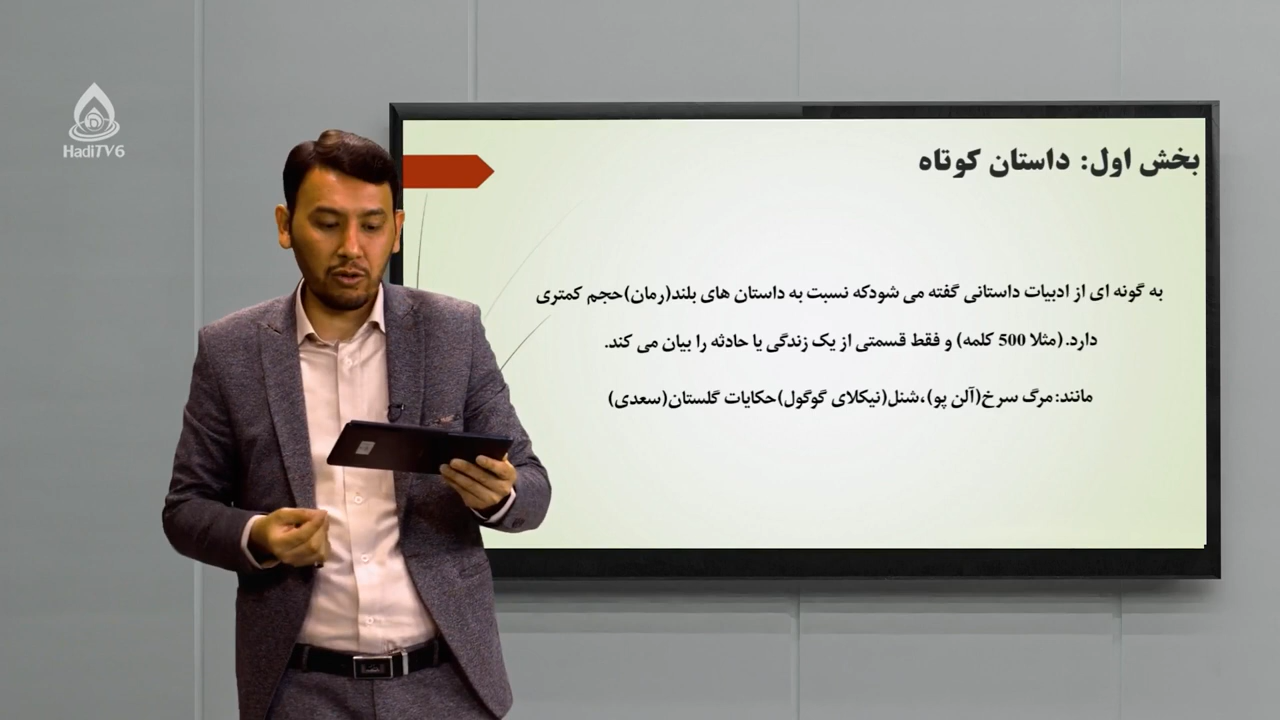 HadiTV6
بخش اول: داستان کوتاه
به گونه ای از ادبیات داستانی گفته می شودکه نسبت به داستان های بلند(رمان)حجم کمتری
دارد.(مثلا 500 کلمه) و فقط قسمتی از یک زندگی یا حادثه را بیان می کند.
مانند:مرگ سرخ(آلن پو)،شنل(نیکلای گوگول)حکایات گلستان(سعدی)